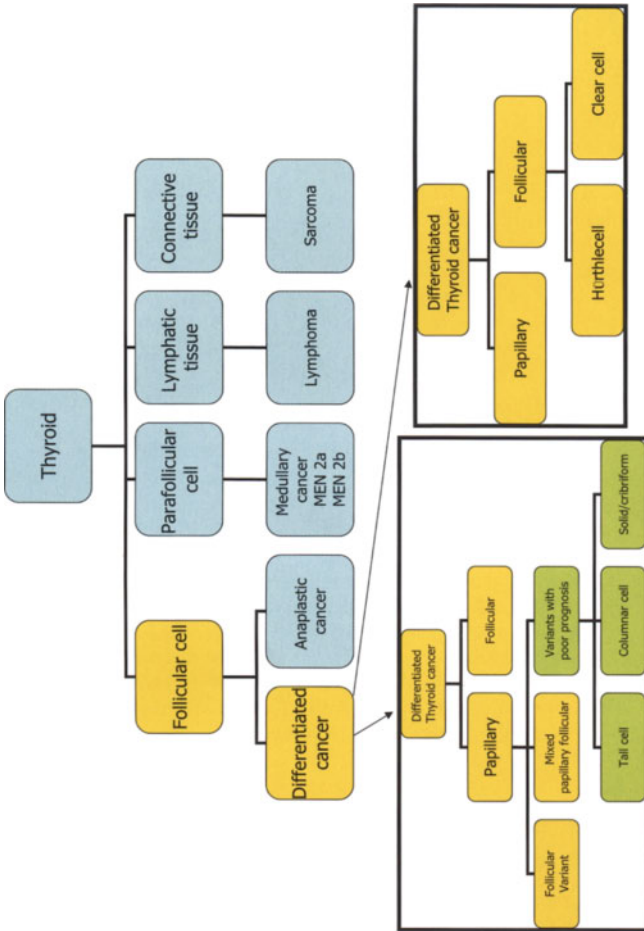 Thyroid
Follicular cell
Parafollicular
cell
Lymphatic
tissue
Connective
tissue
Differentiated
cancer
Anaplastic
cancer
Medullary
cancer
MEN 2a
MEN 2b
Lymphoma
Sarcoma
Differentiated
Thyroid cancer
Papillary
Follicular
Follicular
Variant
Mixed
papillary follicular
Variants with
poor prognosis
Tall cell
Columnar cell
Solid/cribriform
Differentiated
Thyroid cancer
Papillary
Follicular
Hürthlecell
Clear cell